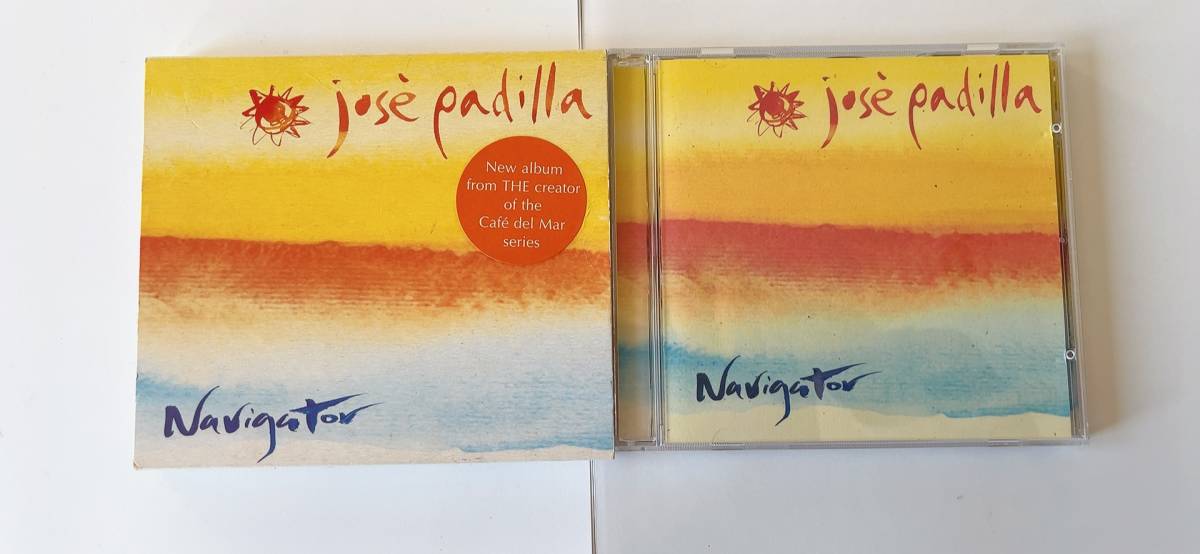 josè padilla
New album
from THE creator
of the
Café del Mar
series
Navigator
josè padilla
Navigator